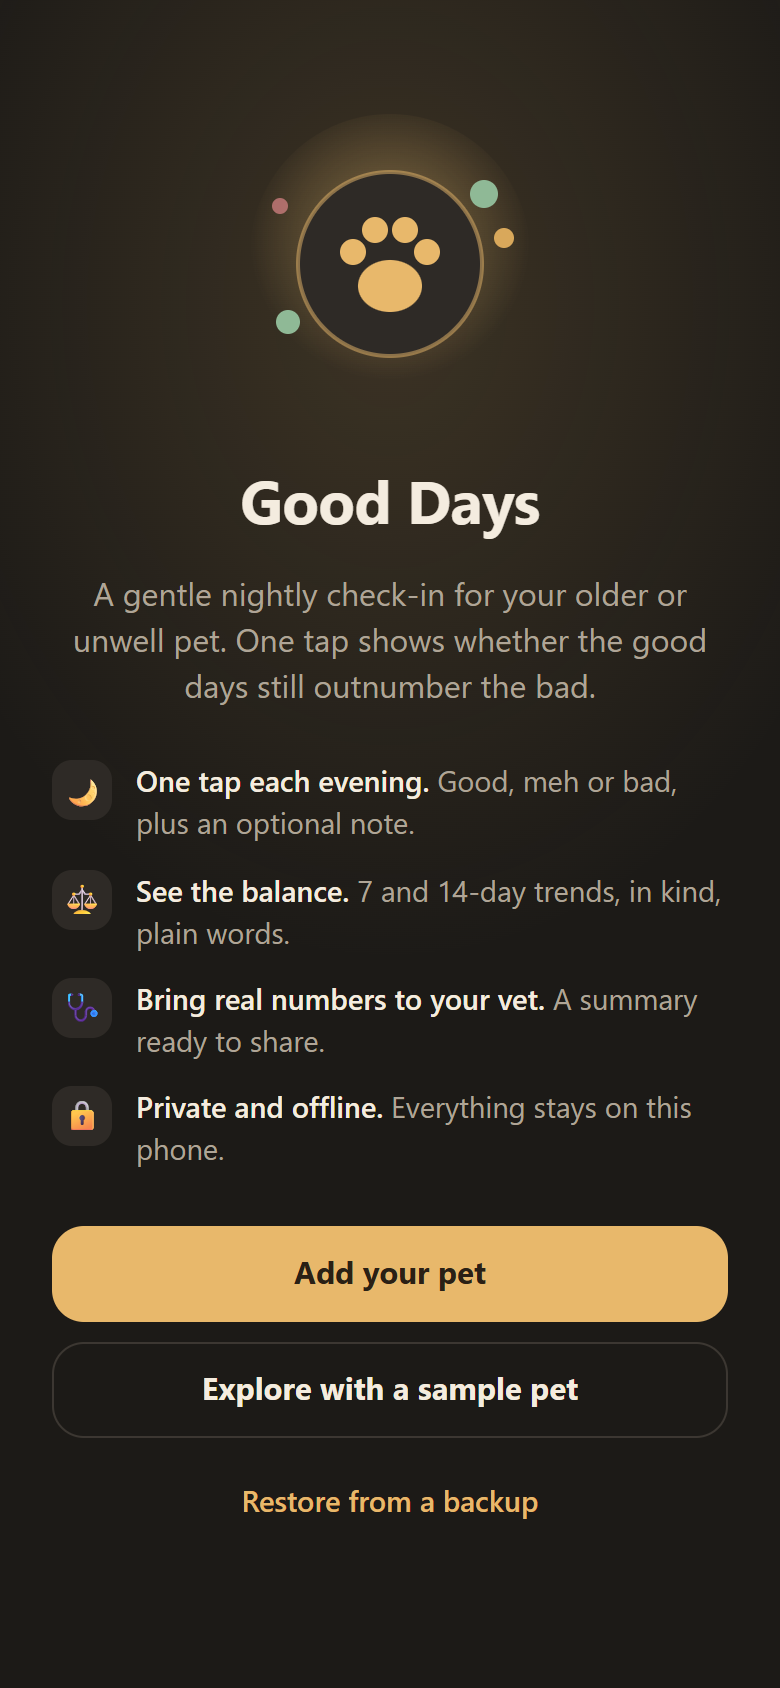 Good Days
A gentle nightly check-in for your older or
unwell pet. One tap shows whether the good
days still outnumber the bad.
One tap each evening. Good, meh or bad,
plus an optional note.
See the balance. 7 and 14-day trends, in kind,
plain words.
Bring real numbers to your vet. A summary
ready to share.
Private and offline. Everything stays on this
phone.
Add your pet
Explore with a sample pet
Restore from a backup